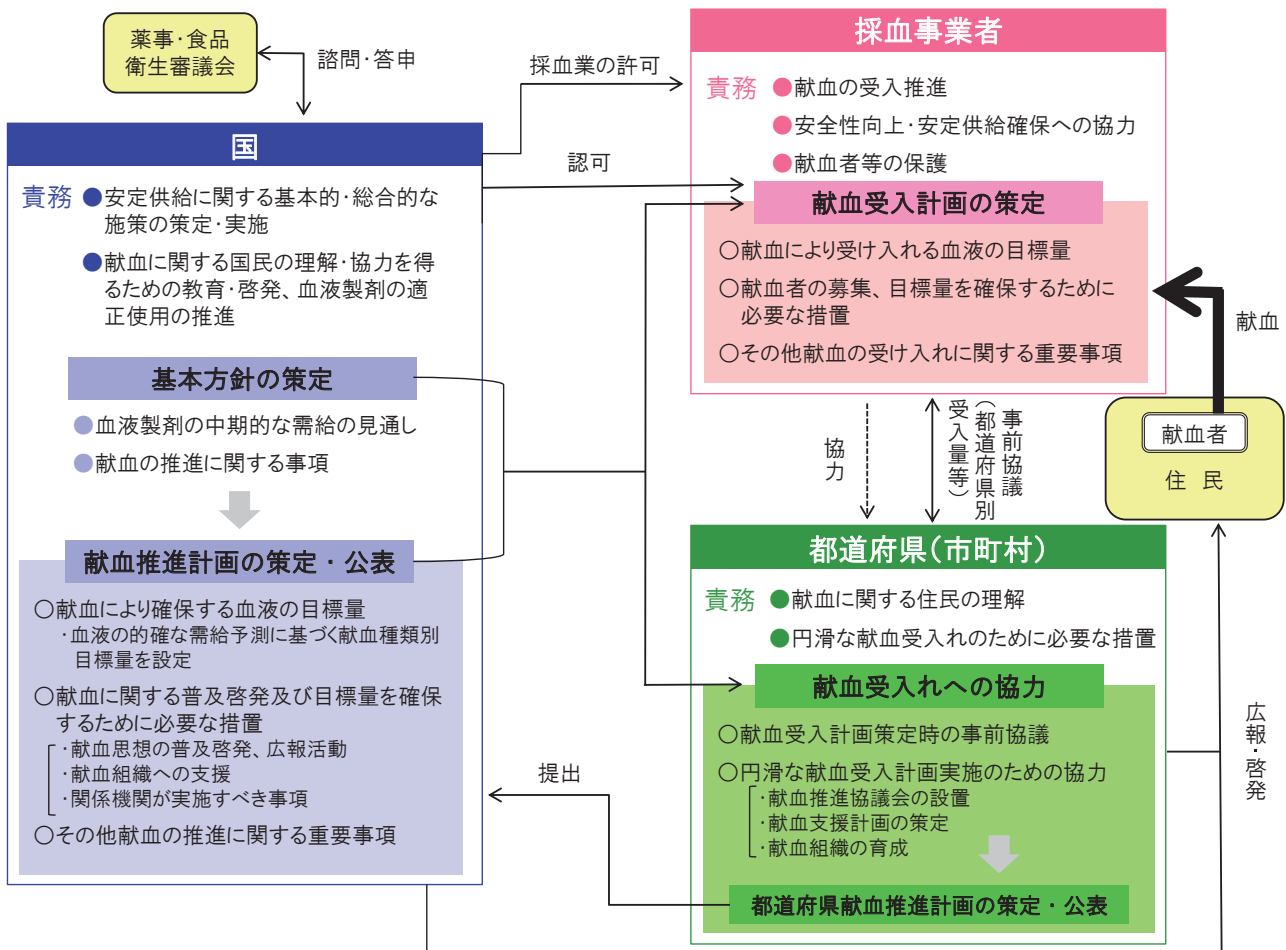 薬事・食品
衛生審議会
諮問・答申
国
責務 ●安定供給に関する基本的・総合的な
施策の策定・実施
●献血に関する国民の理解・協力を得
るための教育・啓発、血液製剤の適
正使用の推進
基本方針の策定
●血液製剤の中期的な需給の見通し
●献血の推進に関する事項
献血推進計画の策定・公表
○献血により確保する血液の目標量
・血液の的確な需給予測に基づく献血種類別
目標量を設定
○献血に関する普及啓発及び目標量を確保
するために必要な措置
・献血思想の普及啓発、広報活動
・献血組織への支援
・関係機関が実施すべき事項
○その他献血の推進に関する重要事項
採血業の許可
認可
採血事業者
責務 ●献血の受入推進
●安全性向上・安定供給確保への協力
●献血者等の保護
献血受入計画の策定
○献血により受け入れる血液の目標量
○献血者の募集、目標量を確保するために
必要な措置
○その他献血の受け入れに関する重要事項
協力
事前協議
（都道府県別
受入量等）
献血
献血者
住 民
都道府県（市町村）
責務 ●献血に関する住民の理解
●円滑な献血受入れのために必要な措置
献血受入れへの協力
○献血受入計画策定時の事前協議
○円滑な献血受入計画実施のための協力
・献血推進協議会の設置
・献血支援計画の策定
・献血組織の育成
都道府県献血推進計画の策定・公表
提出
広報・啓発